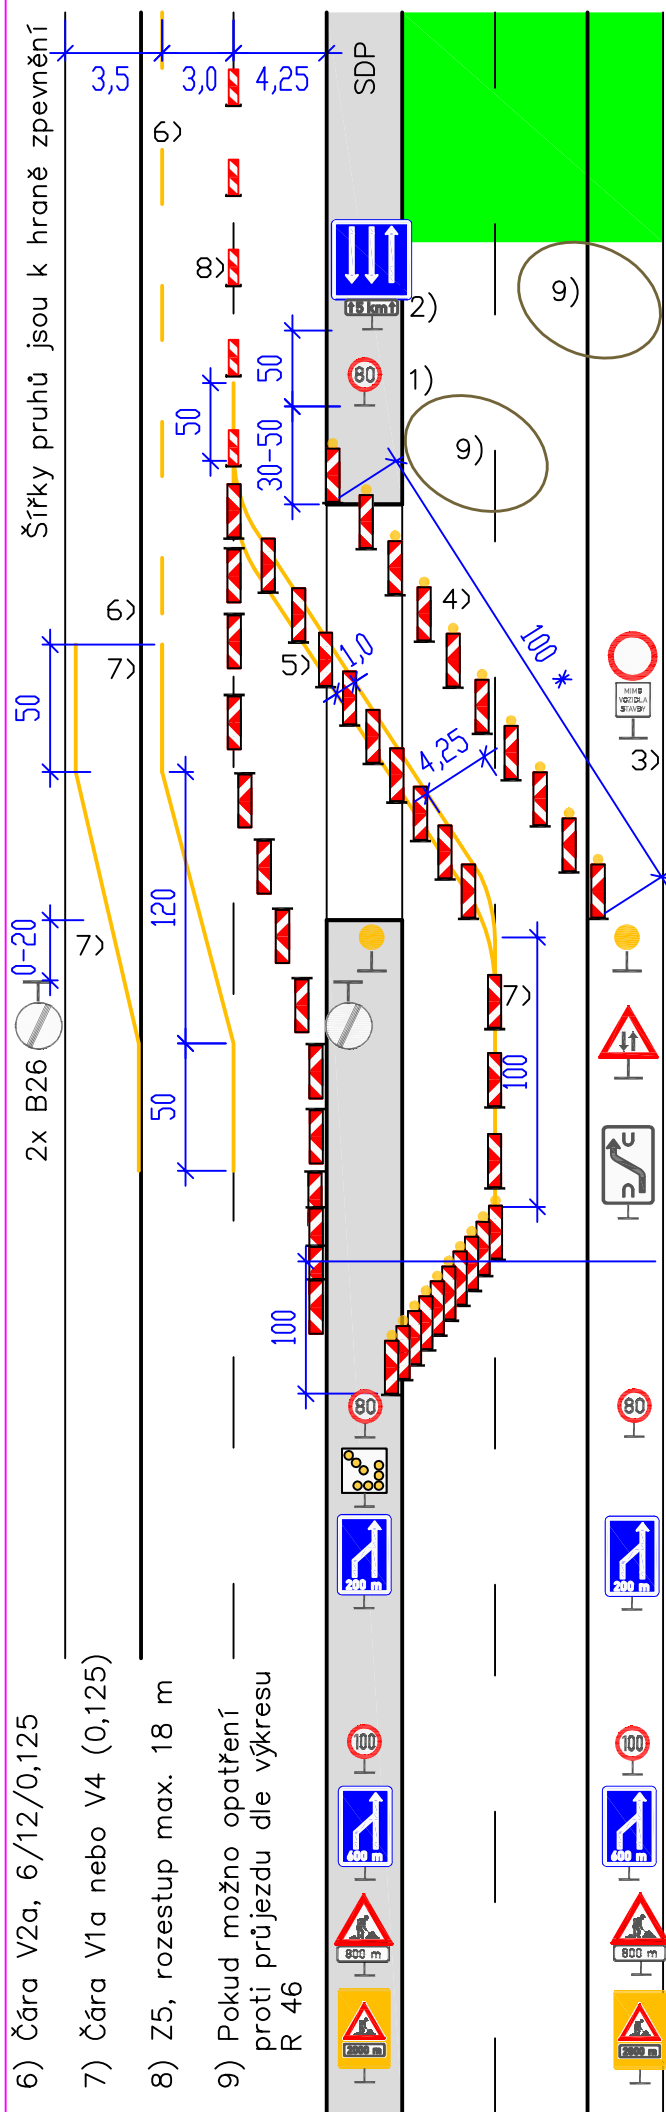 Šířky pruhů jsou k hraně zpevnění
3,5
3,0
4,25
SDP
6)
8)
5 km
2)
50
80
1)
50
30-50
9)
9)
6)
7)
50
5)
1,0
4)
100 *
4,25
MIMO
VOZIDLA
STAVBY
3)
0-20
7)
120
2x B26
50
7)
100
100
80
80
200 m
200 m
100
100
600 m
600 m
800 m
800 m
2000 m
2000 m
6) Čára V2a, 6/12/0,125
7) Čára V1a nebo V4 (0,125)
8) Z5, rozestup max. 18 m
9) Pokud možno opatření
proti průjezdu dle výkresu
R 46